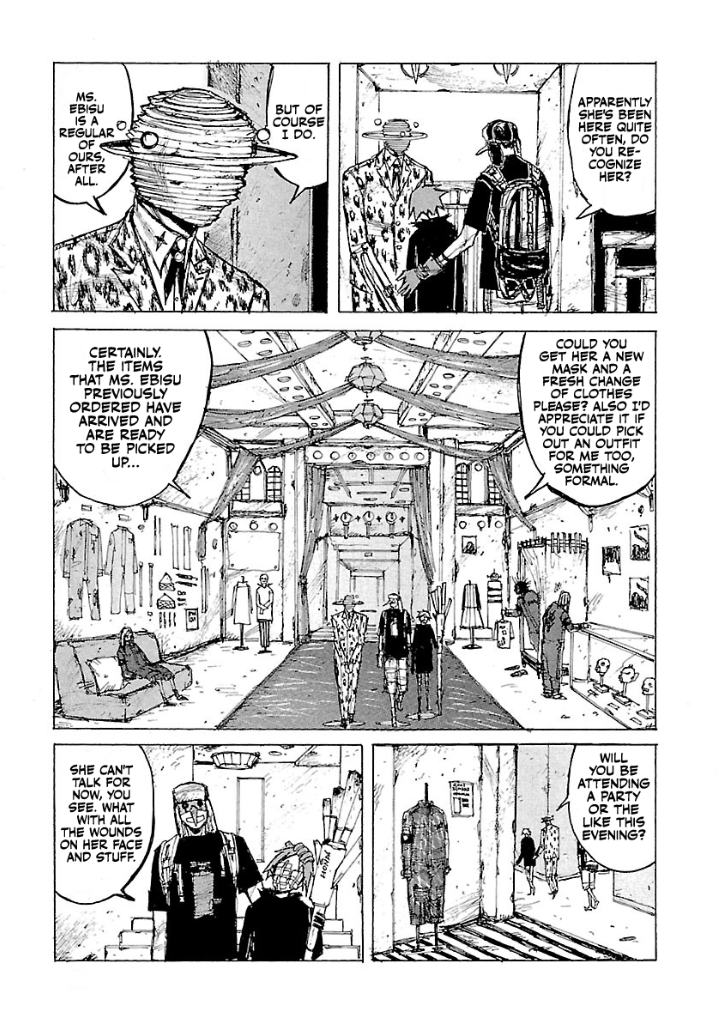 APPARENTLY
SHE'S BEEN
HERE QUITE
OFTEN, DO
YOU RE-
COGNIZE
HER?
BUT OF
COURSE
I DO.
MS.
EBISU
IS A
REGULAR
OF
OURS,
AFTER
ALL.
COULD YOU
GET HER A NEW
MASK AND A
FRESH CHANGE
OF CLOTHES
PLEASE? ALSO I'D
APPRECIATE IT IF
YOU COULD PICK
OUT AN OUTFIT
FOR ME TOO,
SOMETHING
FORMAL.
CERTAINLY.
THE ITEMS
THAT MS. EBISU
PREVIOUSLY
ORDERED HAVE
ARRIVED AND
ARE READY
TO BE PICKED
UP...
WILL
YOU BE
ATTENDING
A PARTY
OR THE
LIKE THIS
EVENING?
SHE CAN'T
TALK FOR
NOW, YOU
SEE. WHAT
WITH ALL
THE WOUNDS
ON HER FACE
AND STUFF.